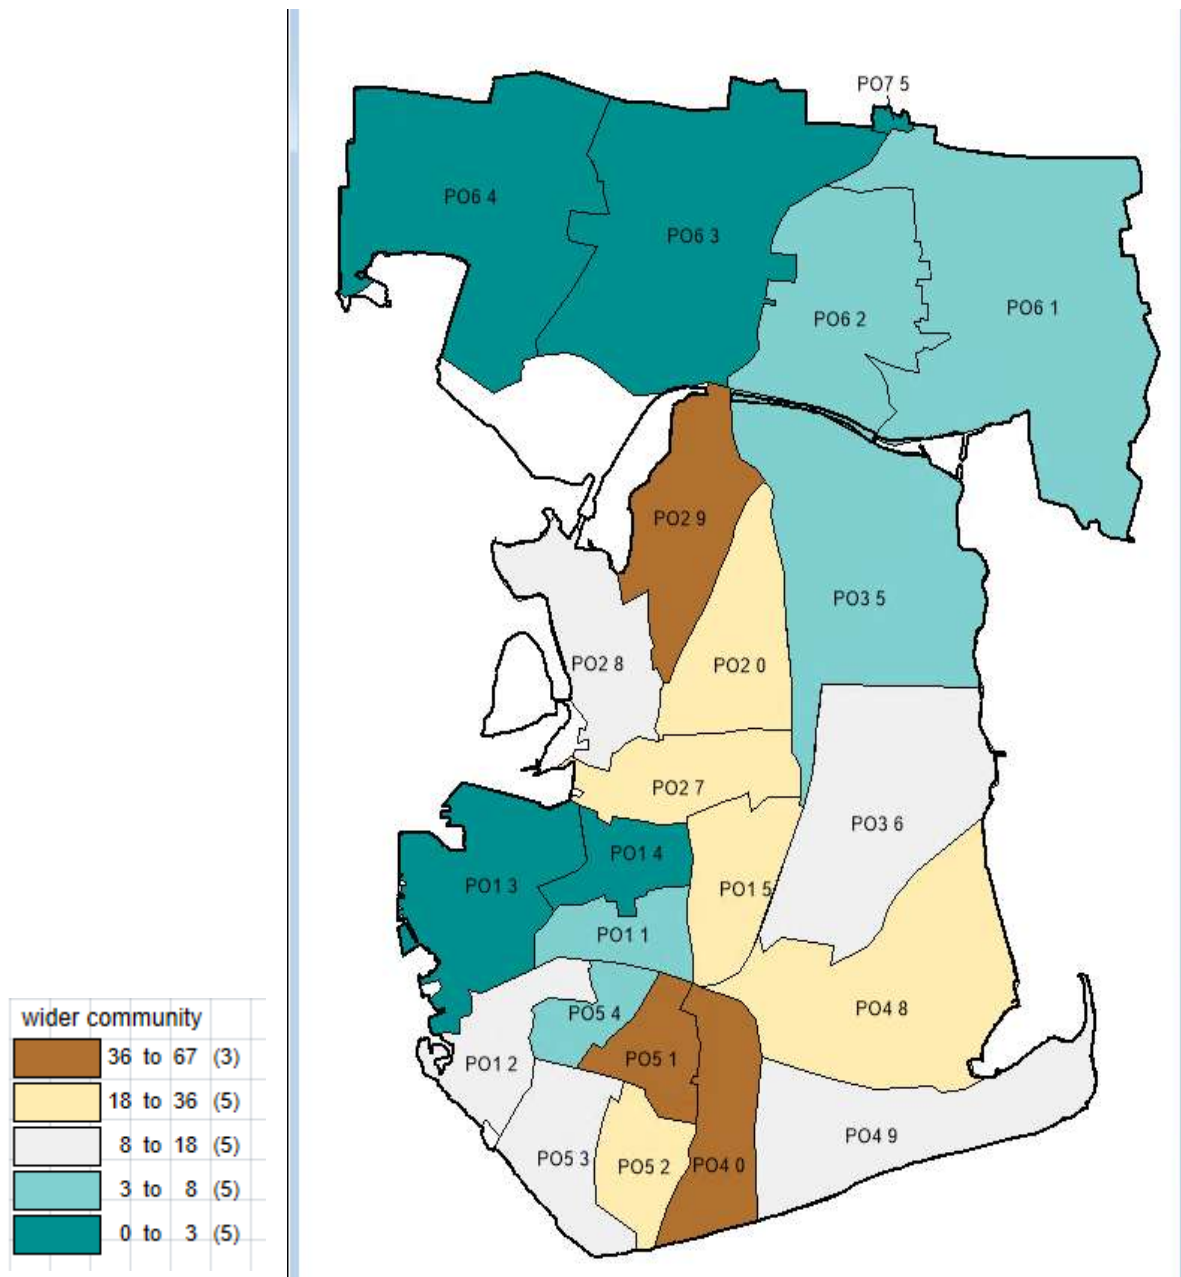 PO7 5
PO6 4
PO6 3
PO6 2
PO6 1
PO2 9
PO3 5
PO2 8
PO2 0
PO2 7
PO3 6
PO1 4
PO1 3
PO1 5
PO1 1
PO5 4
PO4 8
PO5 1
PO1 2
PO4 9
PO5 3
PO5 2
PO4 0
wider community
36 to 67 (3)
18 to 36 (5)
8 to 18 (5)
3 to 8 (5)
0 to 3 (5)